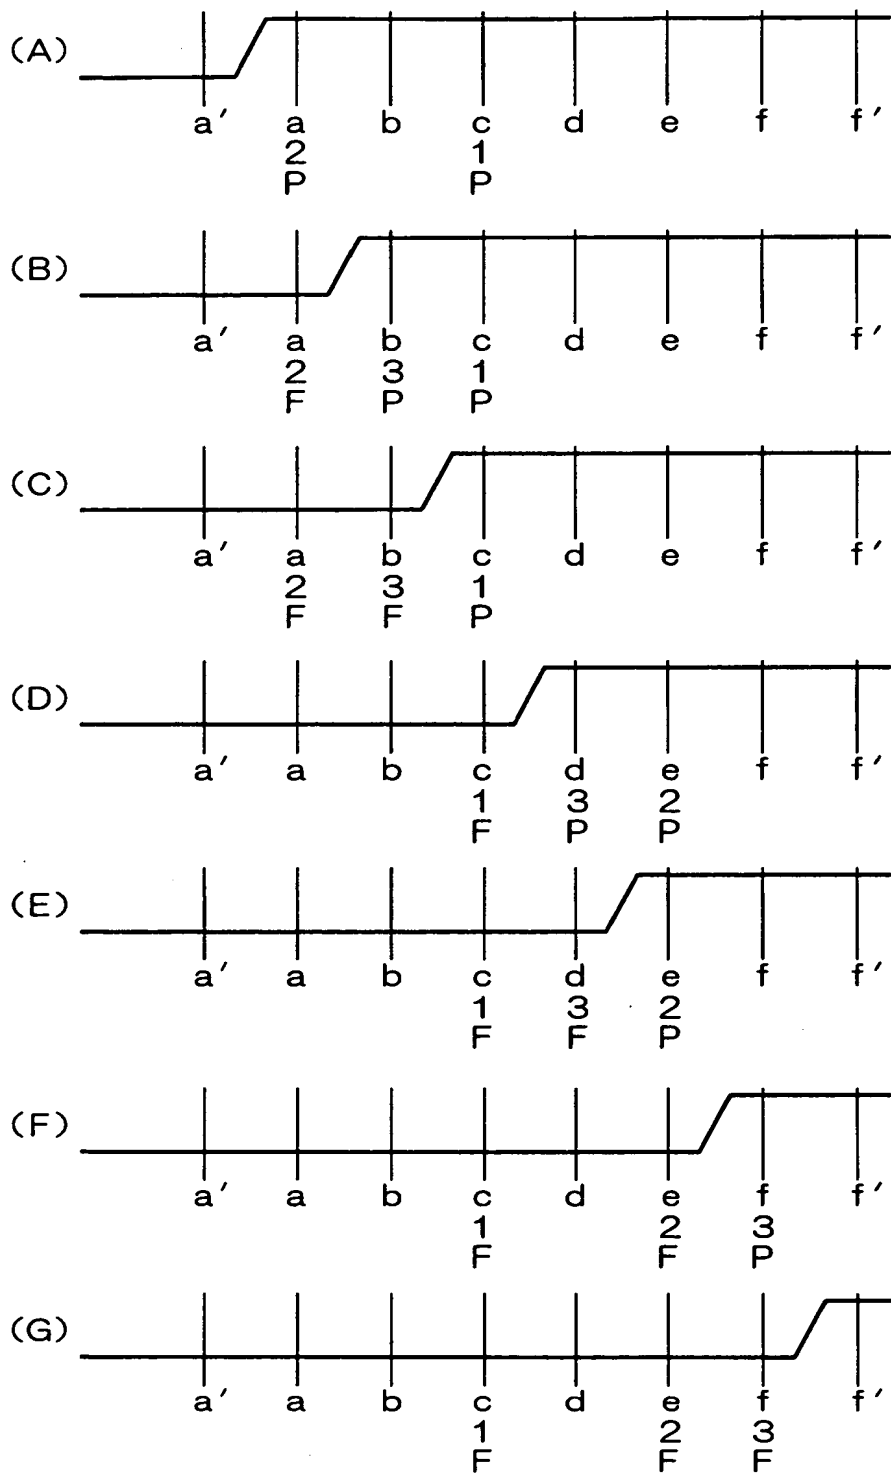 (A)
a' a b c d e f f'
2 1
P P
(B)
a' a b c d e f f'
2 3 1
F P P
(C)
a' a b c d e f f'
2 3 1
F F P
(D)
a' a b c d e f f'
1 3 2
F P P
(E)
a' a b c d e f f'
1 3 2
F F P
(F)
a' a b c d e f f'
1 2 3
F F P
(G)
a' a b c d e f f'
1 2 3
F F F